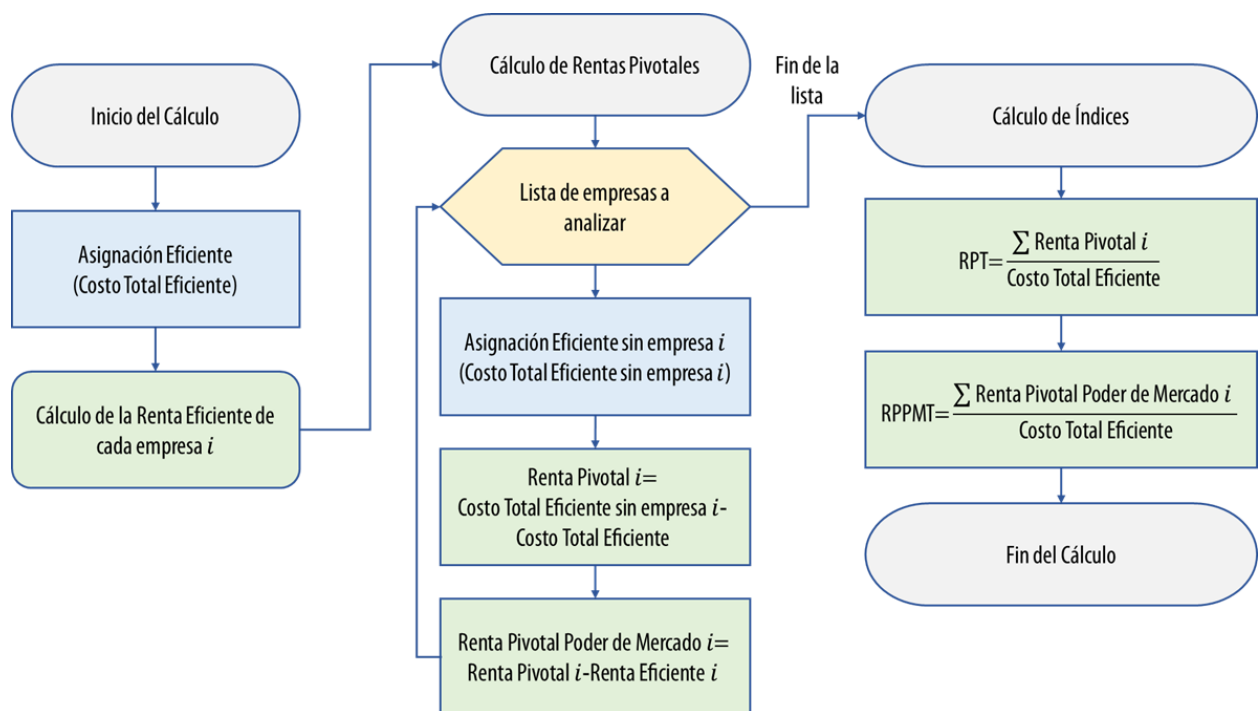 Inicio del Cálculo
Asignación Eficiente
(Costo Total Eficiente)
Cálculo de la Renta Eficiente de
cada empresa i
Cálculo de Rentas Pivotales
Lista de empresas a
analizar
Asignación Eficiente sin empresa i
(Costo Total Eficiente sin empresa i)
Renta Pivotal i=
Costo Total Eficiente sin empresa i-
Costo Total Eficiente
Renta Pivotal Poder de Mercado i=
Renta Pivotal i-Renta Eficiente i
Fin de la
lista
Cálculo de Índices
RPT=∑ Renta Pivotal i
Costo Total Eficiente
RPPMT=∑ Renta Pivotal Poder de Mercado i
Costo Total Eficiente
Fin del Cálculo